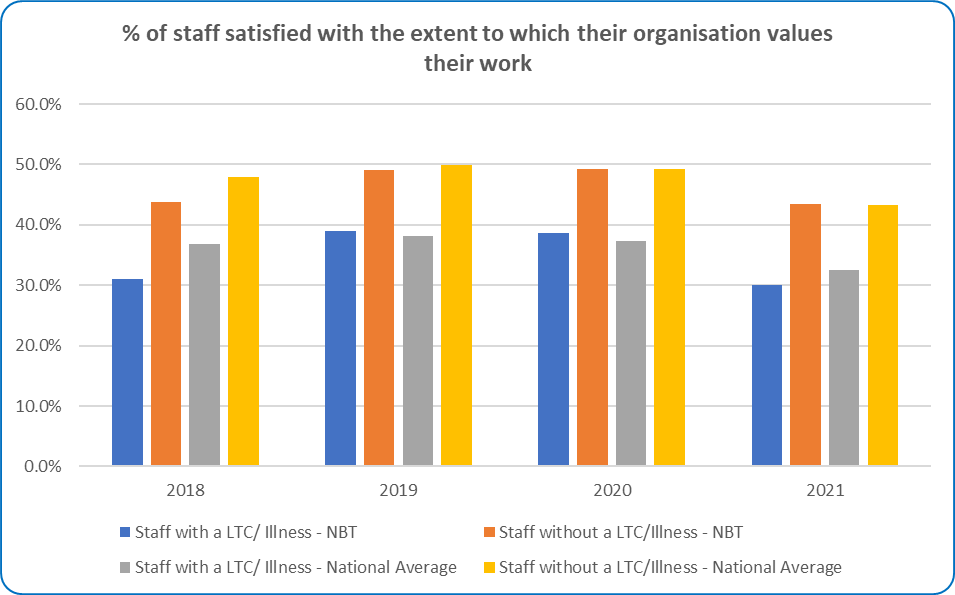 % of staff satisfied with the extent to which their organisation values
their work
60.0%
50.0%
40.0%
30.0%
20.0%
10.0%
0.0%
2018 2019 2020 2021
Staff with a LTC/ Illness - NBT Staff without a LTC/Illness - NBT
Staff with a LTC/ Illness - National Average Staff without a LTC/Illness - National Average